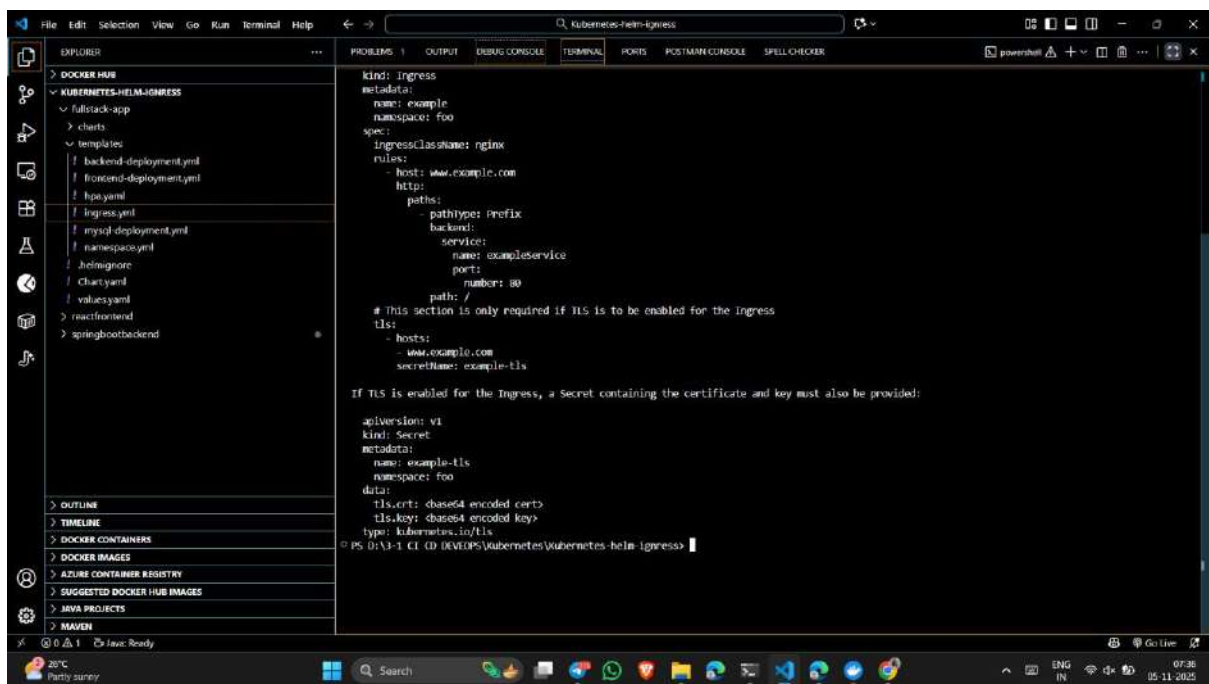 File Edit Selection View Go Run Terminal Help
Kubernetes-helm-ignress
EXPLORER
PROBLEMS 1 OUTPUT DEBUG CONSOLE TERMINAL PORTS POSTMAN CONSOLE SPELL CHECKER
powershell
DOCKER HUB
KUBERNETES-HELM-IGNRESS
fullstack-app
charts
templates
backend-deployment.yml
frontend-deployment.yml
hpa.yaml
ingress.yml
mysql-deployment.yml
namespace.yml
.helmignore
Chart.yaml
values.yaml
reactfrontend
springbootbackend
OUTLINE
TIMELINE
DOCKER CONTAINERS
DOCKER IMAGES
AZURE CONTAINER REGISTRY
SUGGESTED DOCKER HUB IMAGES
JAVA PROJECTS
MAVEN
kind: Ingress
metadata:
name: example
namespace: foo
spec:
ingressClassName: nginx
rules:
- host: www.example.com
http:
paths:
- pathType: Prefix
backend:
service:
name: exampleService
port:
number: 80
path: /
# This section is only required if TLS is to be enabled for the Ingress
tls:
- hosts:
- www.example.com
secretName: example-tls
If TLS is enabled for the Ingress, a Secret containing the certificate and key must also be provided:
apiVersion: v1
kind: Secret
metadata:
name: example-tls
namespace: foo
data:
tls.crt: <base64 encoded cert>
tls.key: <base64 encoded key>
type: kubernetes.io/tls
PS D:\3-1 CI CD DEVEOPS\Kubernetes\Kubernetes-helm-ignress>
0 1 Java: Ready
Go Live
28°C
Partly sunny
Search
ENG
IN
07:36
05-11-2025